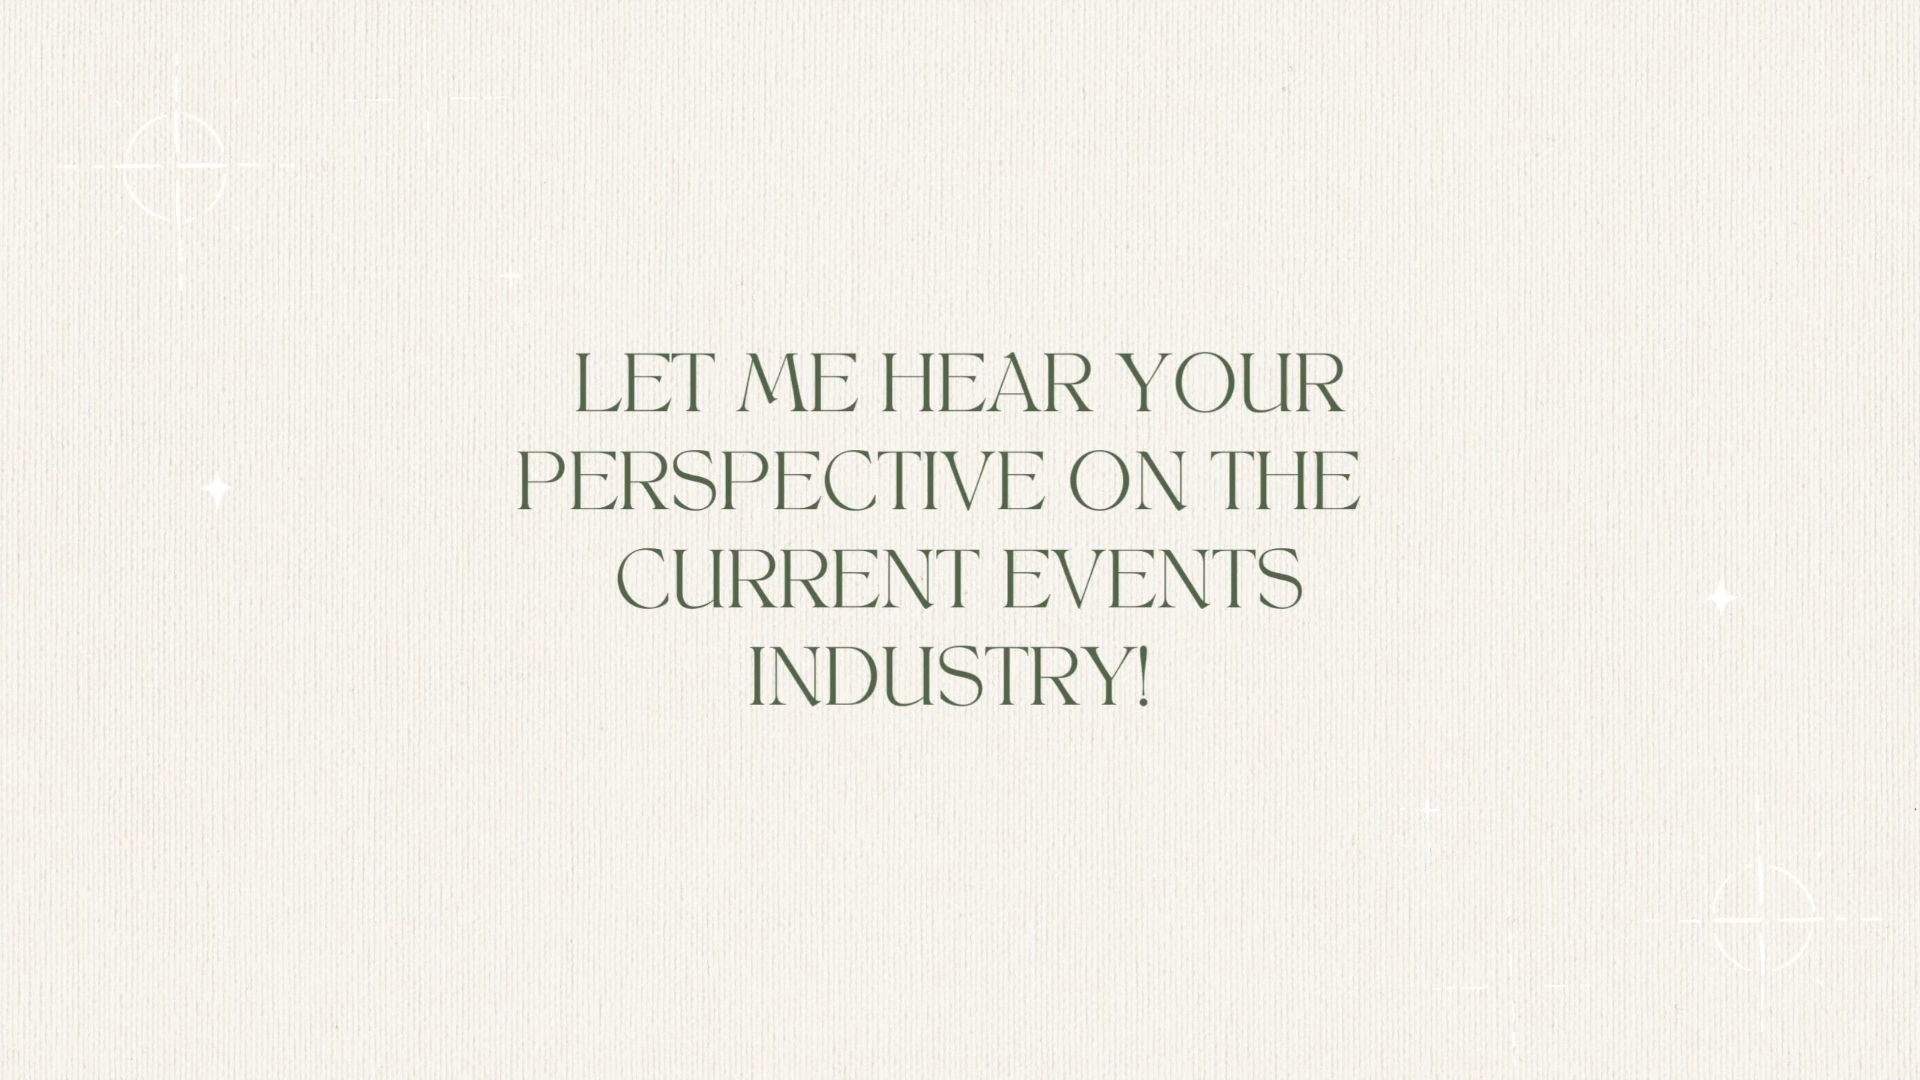 LET ME HEAR YOUR
PERSPECTIVE ON THE
CURRENT EVENTS
INDUSTRY!